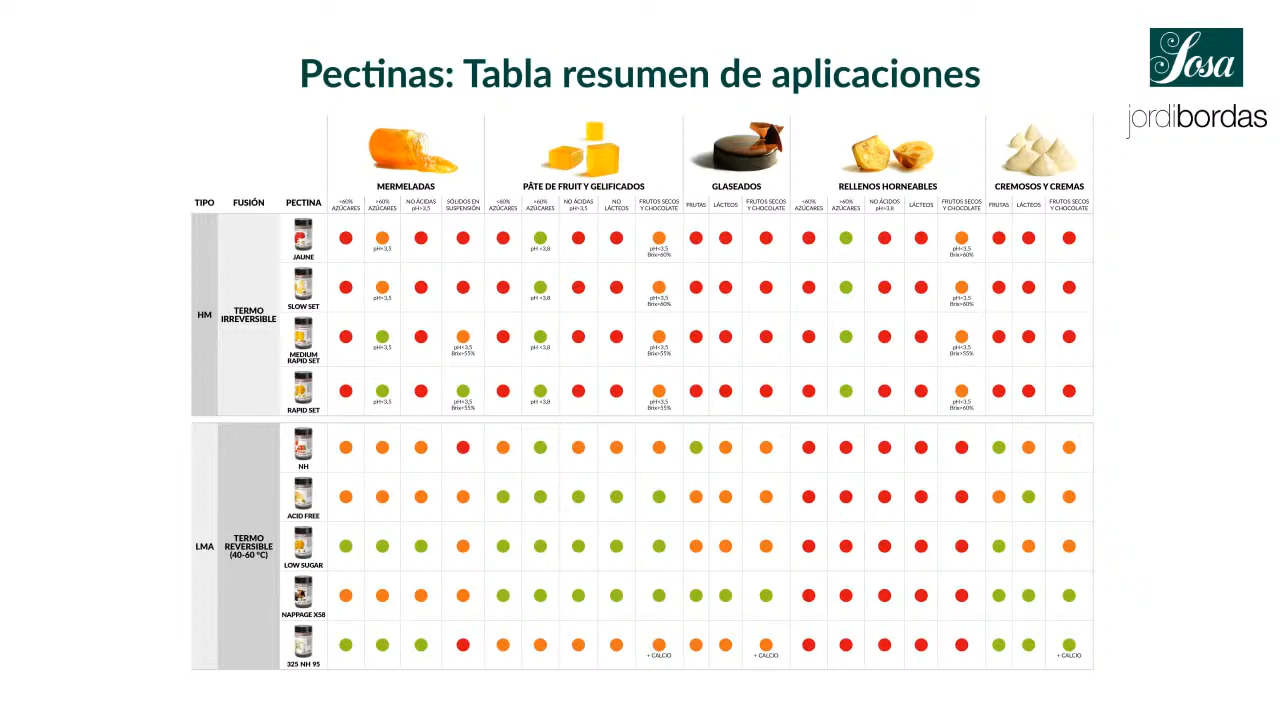 Pectinas: Tabla resumen de aplicaciones
Sosa
jordibordas
MERMELADAS
PÂTE DE FRUIT Y GELIFICADOS
GLASEADOS
RELLENOS HORNEABLES
CREMOSOS Y CREMAS
TIPO FUSIÓN PECTINA
<60% AZÚCARES
>60% AZÚCARES
NO ÁCIDAS pH>3,5
SÓLIDOS EN SUSPENSIÓN
<60% AZÚCARES
>60% AZÚCARES
NO ÁCIDAS pH>3,5
NO LÁCTEOS
FRUTOS SECOS Y CHOCOLATE
FRUTAS
LÁCTEOS
FRUTOS SECOS Y CHOCOLATE
<60% AZÚCARES
>60% AZÚCARES
NO ÁCIDOS pH>3.8
LÁCTEOS
FRUTOS SECOS Y CHOCOLATE
FRUTAS
LÁCTEOS
FRUTOS SECOS Y CHOCOLATE
HM
TERMO
IRREVERSIBLE
JAUNE
pH<3,5
pH <3,8
pH<3,5
Brix>60%
pH<3,5
Brix>60%
SLOW SET
pH<3,5
pH <3,8
pH<3,5
Brix>60%
pH<3,5
Brix>60%
MEDIUM
RAPID SET
pH<3,5
pH<3,5
Brix>55%
pH <3,8
pH<3,5
Brix>55%
pH<3,5
Brix>55%
RAPID SET
pH<3,5
pH<3,5
Brix>55%
pH <3,8
pH<3,5
Brix>55%
pH<3,5
Brix>60%
LMA
TERMO
REVERSIBLE
(40-60 ºC)
NH
ACID FREE
LOW SUGAR
NAPPAGE X58
325 NH 95
+ CALCIO
+ CALCIO
+ CALCIO